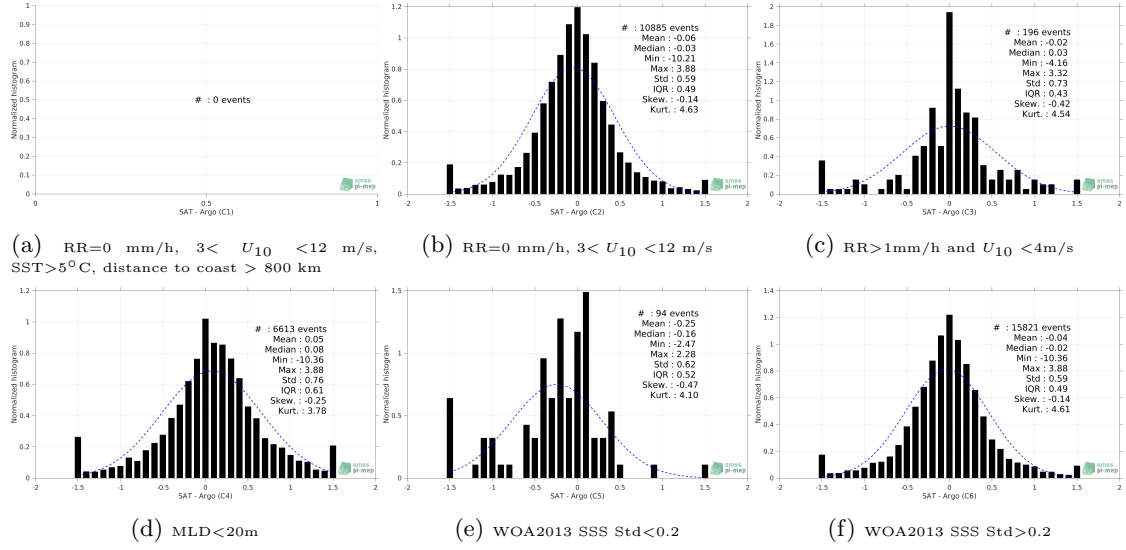 1
0.9
0.8
0.7
0.6
0.5
0.4
0.3
0.2
0.1
0
Normalized histogram
# : 0 events
0 0.5 1
SAT - Argo (C1)
smos
pi-mep
(a) RR=0 mm/h, 3< U10 <12 m/s,
SST>5°C, distance to coast > 800 km
1.2
1
0.8
0.6
0.4
0.2
0
Normalized histogram
# : 10885 events
Mean : -0.06
Median : -0.03
Min : -10.21
Max : 3.88
Std : 0.59
IQR : 0.49
Skew. : -0.14
Kurt. : 4.63
-2 -1.5 -1 -0.5 0 0.5 1 1.5 2
SAT - Argo (C2)
smos
pi-mep
(b) RR=0 mm/h, 3< U10 <12 m/s
2
1.8
1.6
1.4
1.2
1
0.8
0.6
0.4
0.2
0
Normalized histogram
# : 196 events
Mean : -0.02
Median : 0.03
Min : -4.16
Max : 3.32
Std : 0.73
IQR : 0.43
Skew. : -0.42
Kurt. : 4.54
-2 -1.5 -1 -0.5 0 0.5 1 1.5 2
SAT - Argo (C3)
smos
pi-mep
(c) RR>1mm/h and U10 <4m/s
1.2
1
0.8
0.6
0.4
0.2
0
Normalized histogram
# : 6613 events
Mean : 0.05
Median : 0.08
Min : -10.36
Max : 3.88
Std : 0.76
IQR : 0.61
Skew. : -0.25
Kurt. : 3.78
-2 -1.5 -1 -0.5 0 0.5 1 1.5 2
SAT - Argo (C4)
smos
pi-mep
(d) MLD<20m
1.5
1
0.5
0
Normalized histogram
# : 94 events
Mean : -0.25
Median : -0.16
Min : -2.47
Max : 2.28
Std : 0.62
IQR : 0.52
Skew. : -0.47
Kurt. : 4.10
-2 -1.5 -1 -0.5 0 0.5 1 1.5 2
SAT - Argo (C5)
smos
pi-mep
(e) WOA2013 SSS Std<0.2
1.4
1.2
1
0.8
0.6
0.4
0.2
0
Normalized histogram
# : 15821 events
Mean : -0.04
Median : -0.02
Min : -10.36
Max : 3.88
Std : 0.59
IQR : 0.49
Skew. : -0.14
Kurt. : 4.61
-2 -1.5 -1 -0.5 0 0.5 1 1.5 2
SAT - Argo (C6)
smos
pi-mep
(f) WOA2013 SSS Std>0.2